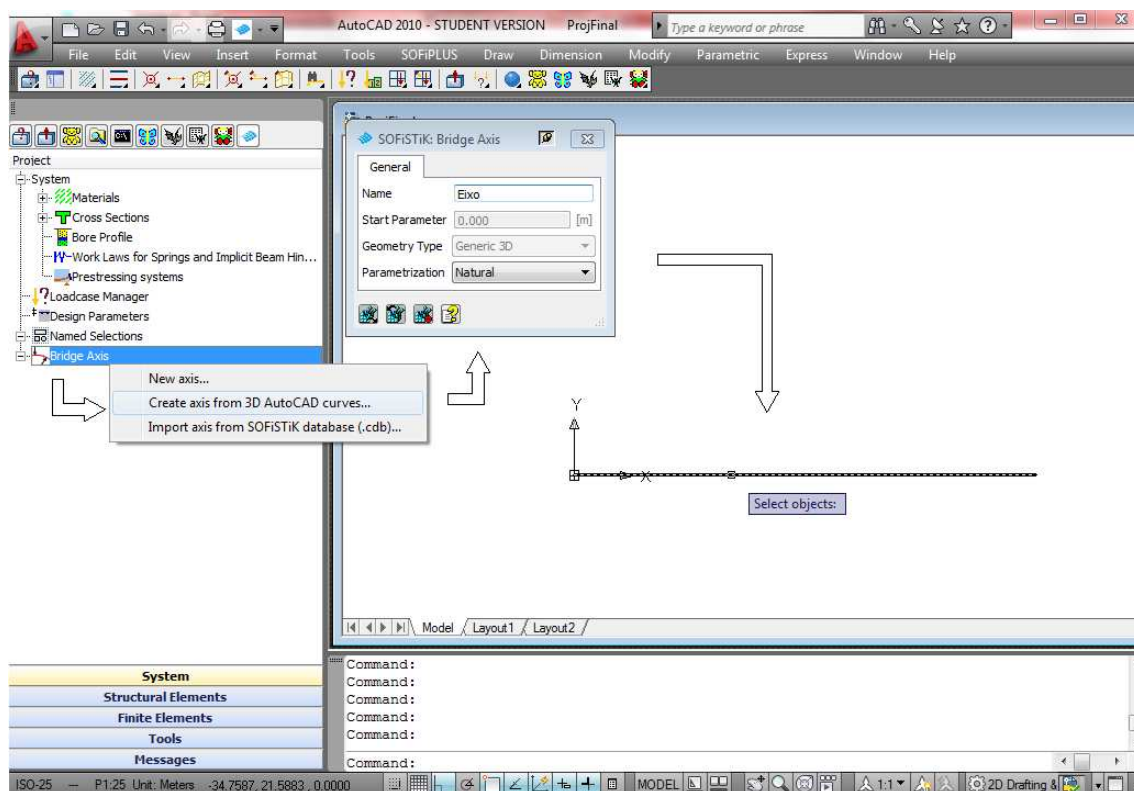 AutoCAD 2010 - STUDENT VERSION ProjFinal Type a keyword or phrase
File Edit View Insert Format Tools SOFiPLUS Draw Dimension Modify Parametric Express Window Help
Project
System
Materials
Cross Sections
Bore Profile
Work Laws for Springs and Implicit Beam Hin...
Prestressing systems
Loadcase Manager
Design Parameters
Named Selections
Bridge Axis
New axis...
Create axis from 3D AutoCAD curves...
Import axis from SOFiSTiK database (.cdb)...
SOFiSTiK: Bridge Axis
General
Name Eixo
Start Parameter 0.000 [m]
Geometry Type Generic 3D
Parametrization Natural
Y
X
Select objects:
Model Layout1 Layout2
System
Structural Elements
Finite Elements
Tools
Messages
Command:
Command:
Command:
Command:
Command:
Command:
ISO-25 — P1:25 Unit: Meters -34.7587, 21.5883 , 0.0000 MODEL 1:1 2D Drafting &